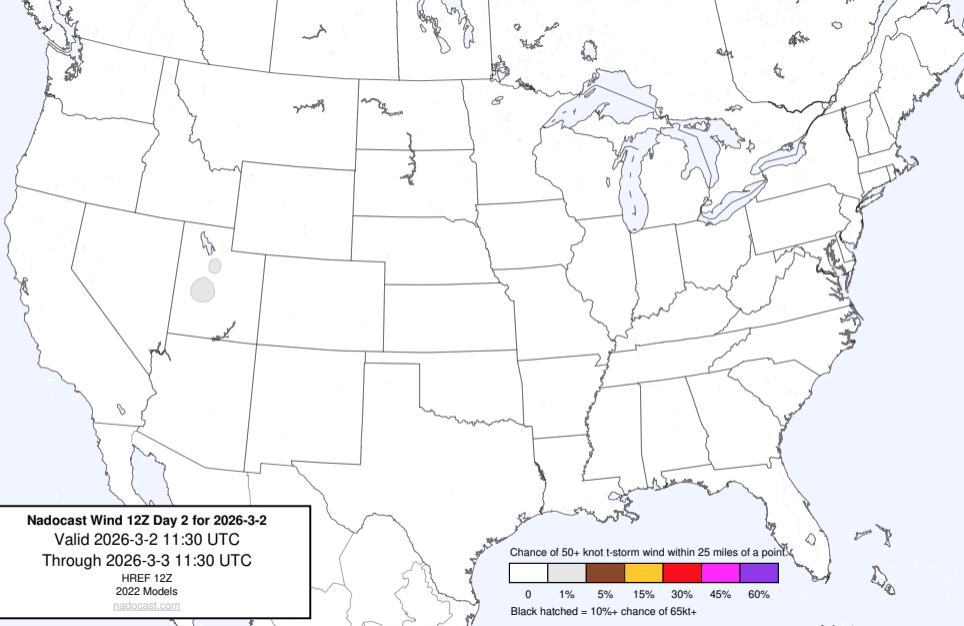 Nadocast Wind 12Z Day 2 for 2026-3-2
Valid 2026-3-2 11:30 UTC
Through 2026-3-3 11:30 UTC
HREF 12Z
2022 Models
nadocast.com
Chance of 50+ knot t-storm wind within 25 miles of a point.
0 1% 5% 15% 30% 45% 60%
Black hatched = 10%+ chance of 65kt+